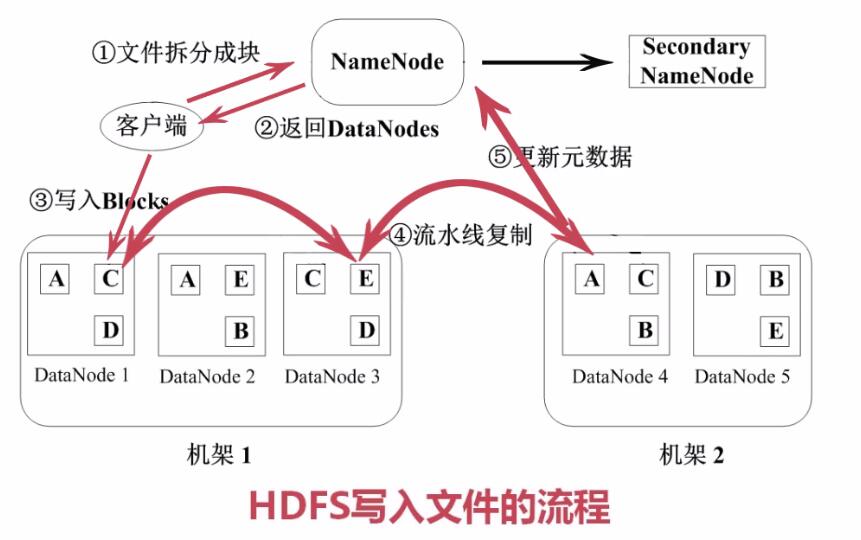 ①文件拆分成块
NameNode
Secondary
NameNode
客户端
②返回DataNodes
⑤更新元数据
③写入Blocks
④流水线复制
A C
D
DataNode 1
A E
B
DataNode 2
C E
D
DataNode 3
机架 1
A C
B
DataNode 4
D B
E
DataNode 5
机架 2
HDFS写入文件的流程